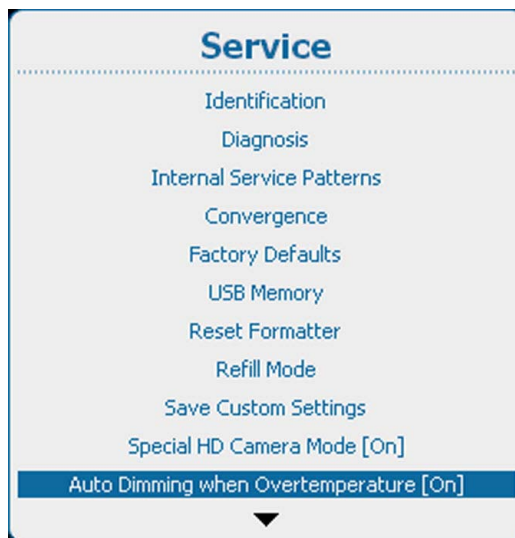 Service
Identification
Diagnosis
Internal Service Patterns
Convergence
Factory Defaults
USB Memory
Reset Formatter
Refill Mode
Save Custom Settings
Special HD Camera Mode [On]
Auto Dimming when Overtemperature [On]